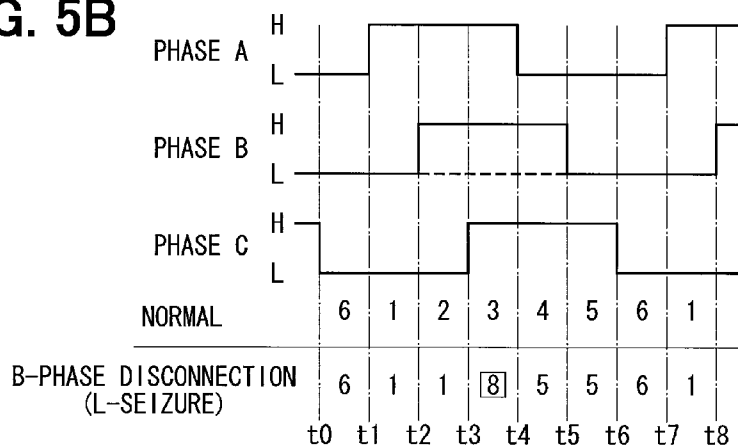 G. 5B
PHASE A H
L
PHASE B H
L
PHASE C H
L
NORMAL 6 1 2 3 4 5 6 1
B-PHASE DISCONNECTION
(L-SEIZURE) 6 1 1 8 5 5 6 1
t0 t1 t2 t3 t4 t5 t6 t7 t8